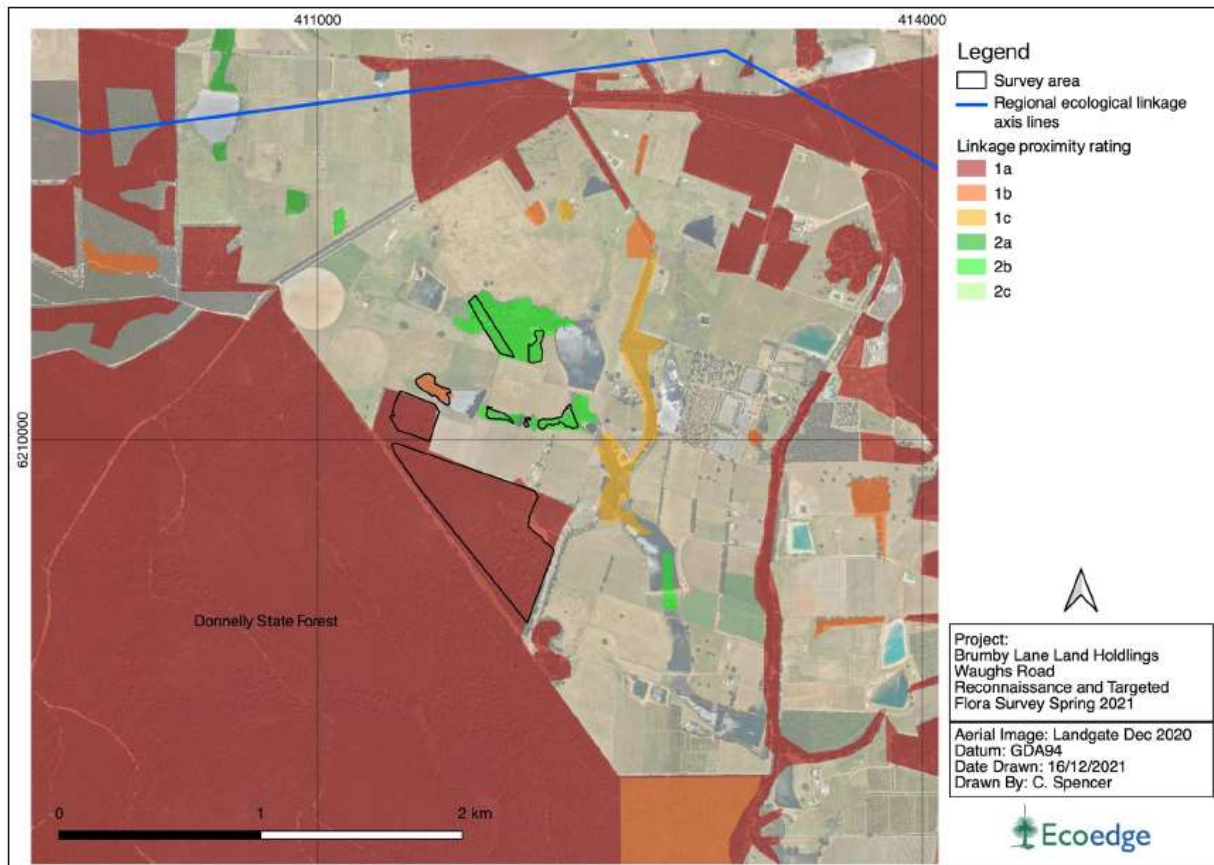 411000
414000
6210000
Donnelly State Forest
0 1 2 km
Legend
Survey area
Regional ecological linkage
axis lines
Linkage proximity rating
1a
1b
1c
2a
2b
2c
Project:
Brumby Lane Land Holdlings
Waughs Road
Reconnaissance and Targeted
Flora Survey Spring 2021
Aerial Image: Landgate Dec 2020
Datum: GDA94
Date Drawn: 16/12/2021
Drawn By: C. Spencer
Ecoedge